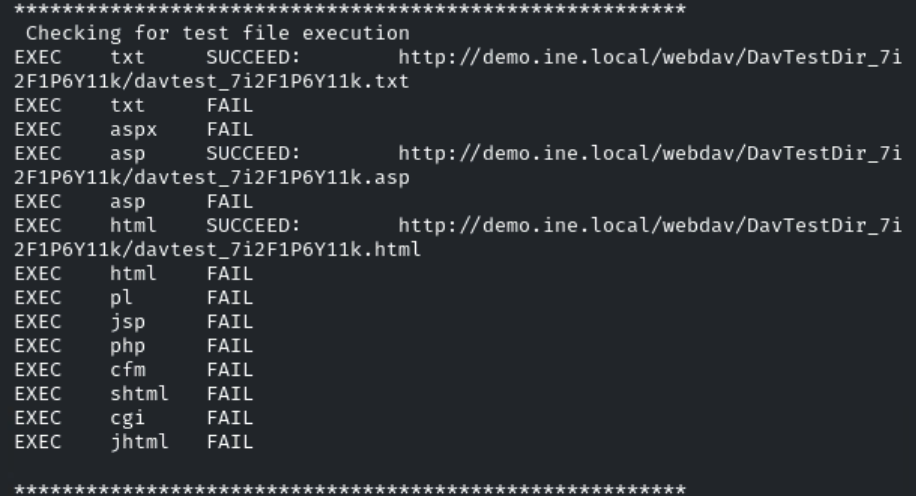 ********************************************************
Checking for test file execution
EXEC    txt     SUCCEED:        http://demo.ine.local/webdav/DavTestDir_7i
2F1P6Y11k/davtest_7i2F1P6Y11k.txt
EXEC    txt     FAIL
EXEC    aspx    FAIL
EXEC    asp     SUCCEED:        http://demo.ine.local/webdav/DavTestDir_7i
2F1P6Y11k/davtest_7i2F1P6Y11k.asp
EXEC    asp     FAIL
EXEC    html    SUCCEED:        http://demo.ine.local/webdav/DavTestDir_7i
2F1P6Y11k/davtest_7i2F1P6Y11k.html
EXEC    html    FAIL
EXEC    pl      FAIL
EXEC    jsp     FAIL
EXEC    php     FAIL
EXEC    cfm     FAIL
EXEC    shtml   FAIL
EXEC    cgi     FAIL
EXEC    jhtml   FAIL
********************************************************